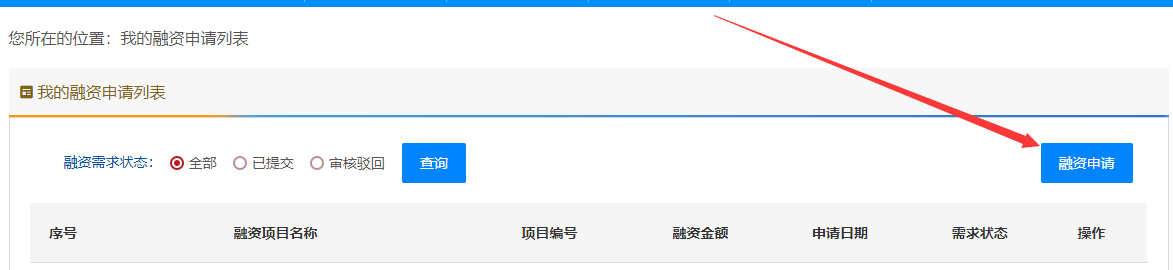 您所在的位置：我的融资申请列表
我的融资申请列表
融资需求状态： 全部 已提交 审核驳回 查询 融资申请
序号 融资项目名称 项目编号 融资金额 申请日期 需求状态 操作